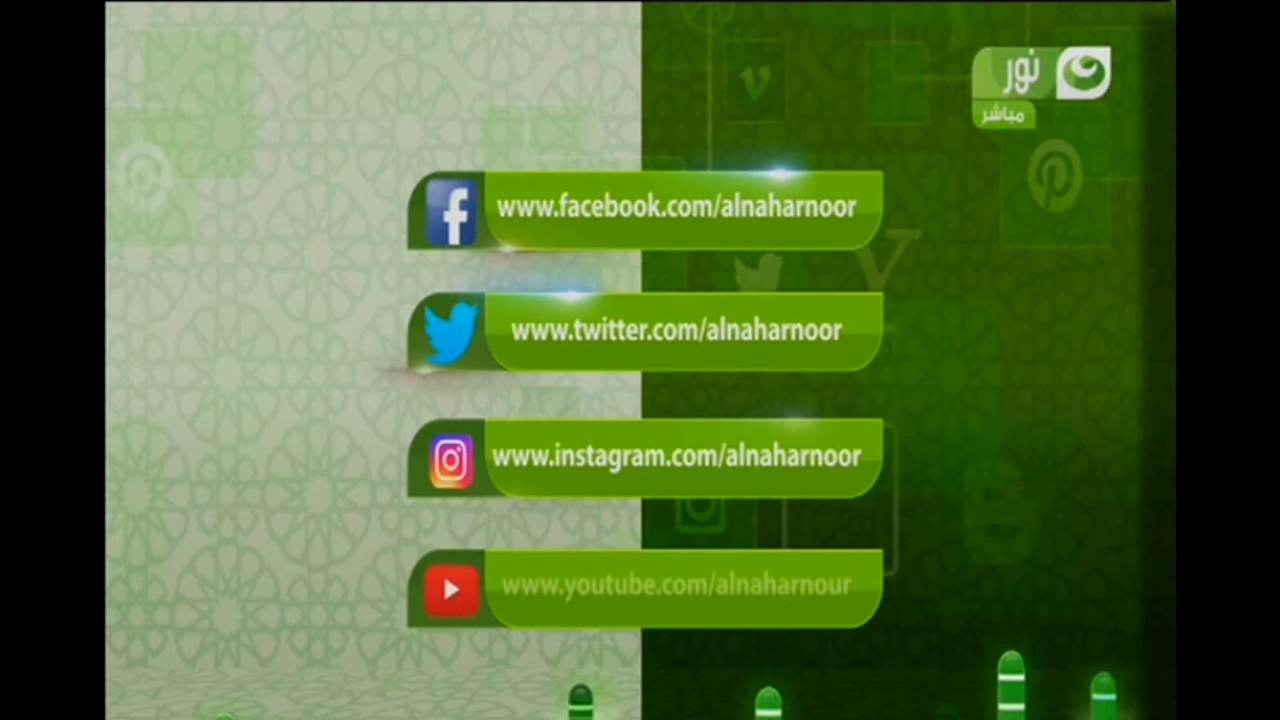 نور
مباشر
www.facebook.com/alnaharnoor
www.twitter.com/alnaharnoor
www.instagram.com/alnaharnoor
www.youtube.com/alnaharnour